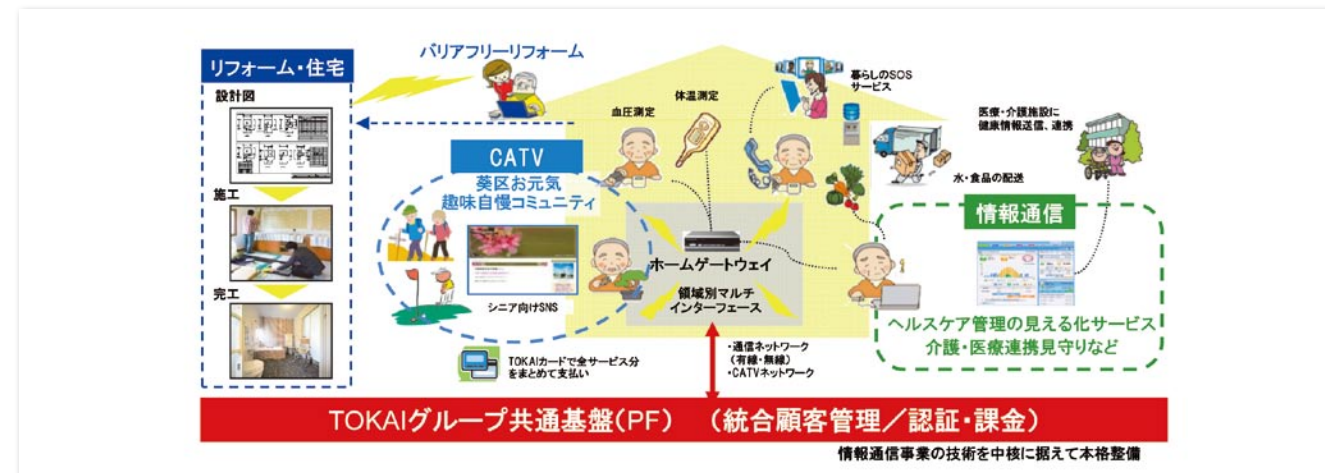 リフォーム・住宅
設計図
施工
完工
バリアフリーリフォーム
CATV
葵区お元気
趣味自慢コミュニティ
シニア向けSNS
TOKAIカードで全サービス分
をまとめて支払い
血圧測定
体温測定
暮らしのSOS
サービス
水・食品の配送
医療・介護施設に
健康情報送信、連携
ホームゲートウェイ
領域別マルチ
インターフェース
・通信ネットワーク
(有線・無線)
・CATVネットワーク
情報通信
ヘルスケア管理の見える化サービス
介護・医療連携見守りなど
TOKAIグループ共通基盤(PF) (統合顧客管理/認証・課金)
情報通信事業の技術を中核に据えて本格整備